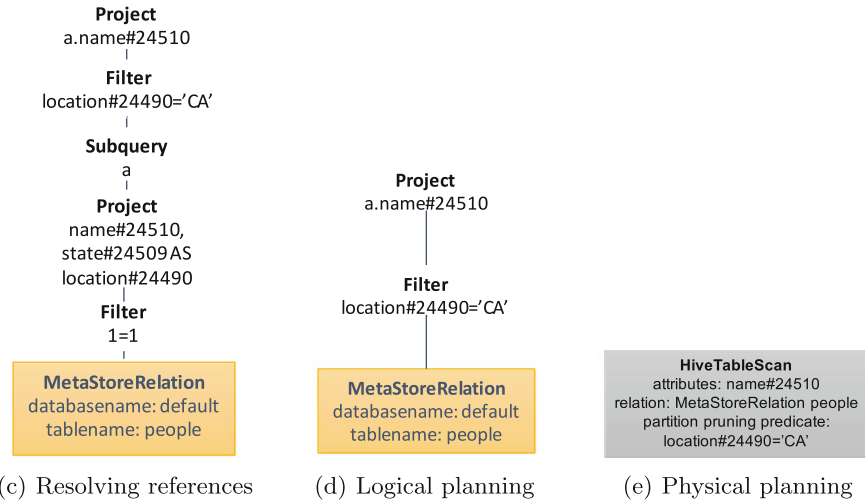 Project
a.name#24510
Filter
location#24490='CA'
Subquery
a
Project
name#24510,
state#24509 AS
location#24490
Filter
1=1
MetaStoreRelation
databasename: default
tablename: people
(c) Resolving references
Project
a.name#24510
Filter
location#24490='CA'
MetaStoreRelation
databasename: default
tablename: people
(d) Logical planning
HiveTableScan
attributes: name#24510
relation: MetaStoreRelation people
partition pruning predicate:
location#24490='CA'
(e) Physical planning